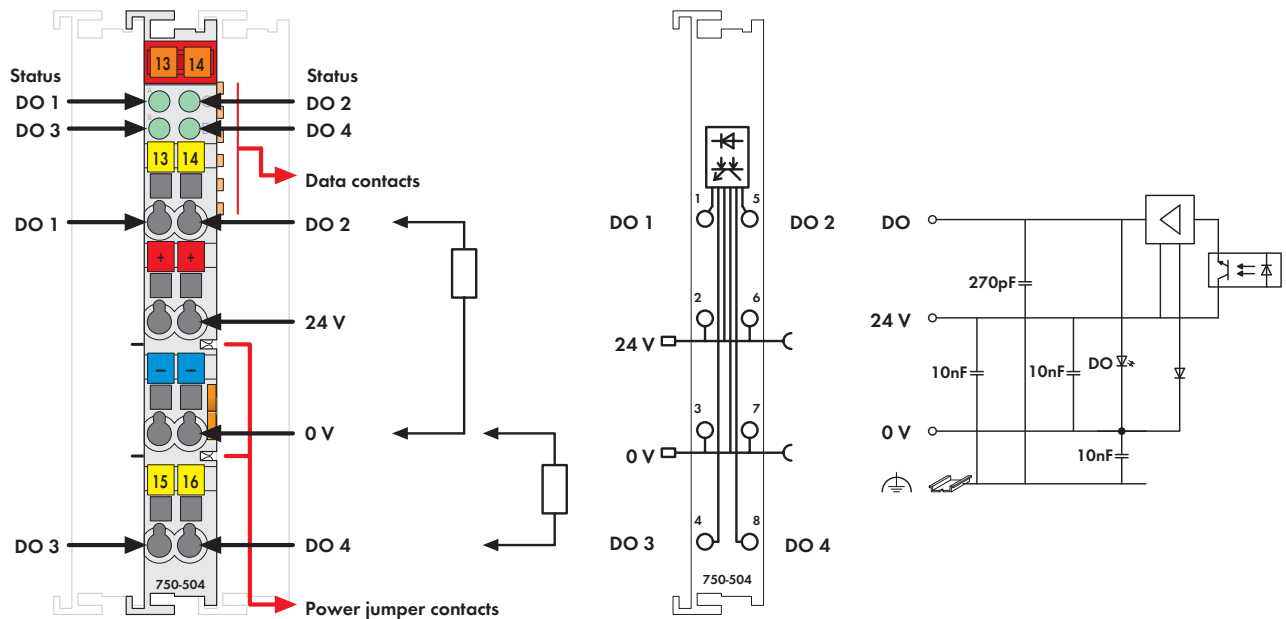 13 14
Status
Status
DO 1
DO 2
DO 3
DO 4
13 14
Data contacts
DO 1
DO 2
+ +
24 V
− −
0 V
15 16
DO 3
DO 4
750-504
Power jumper contacts
1
5
DO 1
DO 2
2
6
24 V
3
7
0 V
4
8
DO 3
DO 4
750-504
DO
270pF
24 V
10nF
10nF
DO
0 V
10nF